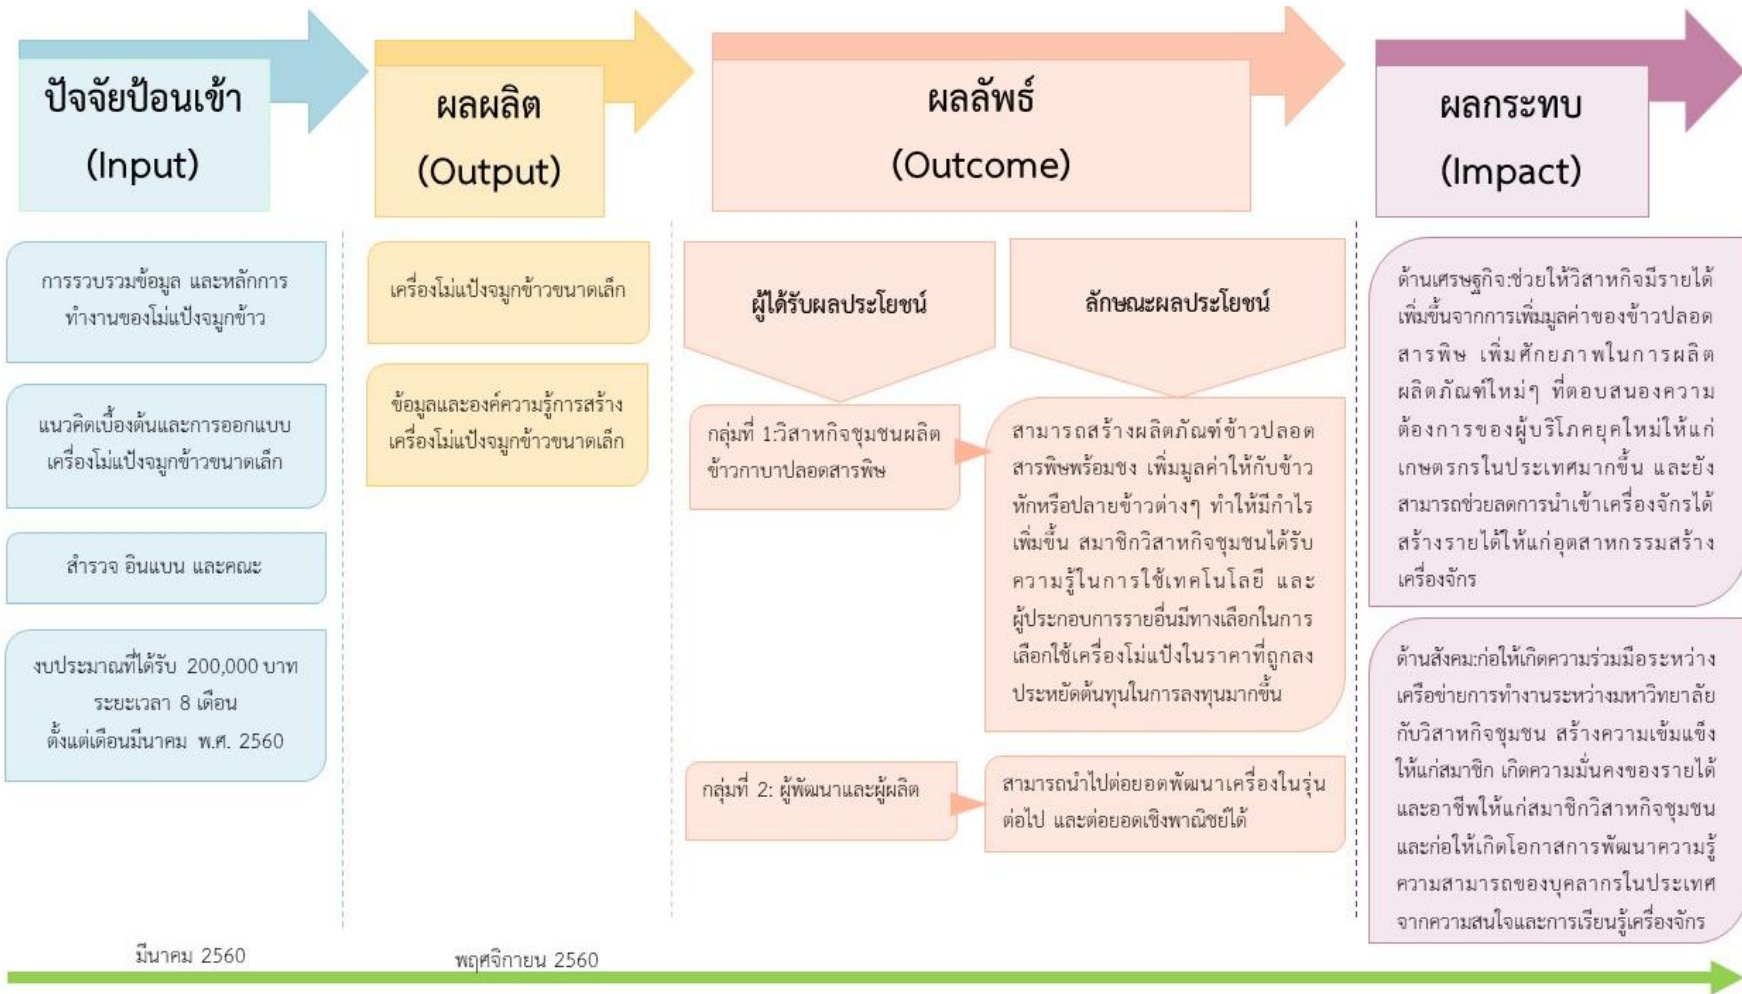 ปัจจัยป้อนเข้า
(Input)
การรวบรวมข้อมูล และหลักการ
ทำงานของโม่แป้งจมูกข้าว
แนวคิดเบื้องต้นและการออกแบบ
เครื่องโม่แป้งจมูกข้าวขนาดเล็ก
สำรวจ อินแบน และคณะ
งบประมาณที่ได้รับ 200,000 บาท
ระยะเวลา 8 เดือน
ตั้งแต่เดือนมีนาคม พ.ศ. 2560
ผลผลิต
(Output)
เครื่องโม่แป้งจมูกข้าวขนาดเล็ก
ข้อมูลและองค์ความรู้การสร้าง
เครื่องโม่แป้งจมูกข้าวขนาดเล็ก
ผลลัพธ์
(Outcome)
ผู้ได้รับผลประโยชน์
ลักษณะผลประโยชน์
กลุ่มที่ 1:วิสาหกิจชุมชนผลิต
ข้าวกาบาปลอดสารพิษ
สามารถสร้างผลิตภัณฑ์ข้าวปลอด
สารพิษพร้อมชง เพิ่มมูลค่าให้กับข้าว
หักหรือปลายข้าวต่างๆ ทำให้มีกำไร
เพิ่มขึ้น สมาชิกวิสาหกิจชุมชนได้รับ
ความรู้ในการใช้เทคโนโลยี และ
ผู้ประกอบการรายอื่นมีทางเลือกในการ
เลือกใช้เครื่องโม่แป้งในราคาที่ถูกลง
ประหยัดต้นทุนในการลงทุนมากขึ้น
กลุ่มที่ 2: ผู้พัฒนาและผู้ผลิต
สามารถนำไปต่อยอดพัฒนาเครื่องในรุ่น
ต่อไป และต่อยอดเชิงพาณิชย์ได้
ผลกระทบ
(Impact)
ด้านเศรษฐกิจ:ช่วยให้วิสาหกิจมีรายได้
เพิ่มขึ้นจากการเพิ่มมูลค่าของข้าวปลอด
สารพิษ เพิ่มศักยภาพในการผลิต
ผลิตภัณฑ์ใหม่ๆ ที่ตอบสนองความ
ต้องการของผู้บริโภคยุคใหม่ให้แก่
เกษตรกรในประเทศมากขึ้น และยัง
สามารถช่วยลดการนำเข้าเครื่องจักรได้
สร้างรายได้ให้แก่อุตสาหกรรมสร้าง
เครื่องจักร
ด้านสังคม:ก่อให้เกิดความร่วมมือระหว่าง
เครือข่ายการทำงานระหว่างมหาวิทยาลัย
กับวิสาหกิจชุมชน สร้างความเข้มแข็ง
ให้แก่สมาชิก เกิดความมั่นคงของรายได้
และอาชีพให้แก่สมาชิกวิสาหกิจชุมชน
และก่อให้เกิดโอกาสการพัฒนาความรู้
ความสามารถของบุคลากรในประเทศ
จากความสนใจและการเรียนรู้เครื่องจักร
มีนาคม 2560
พฤศจิกายน 2560